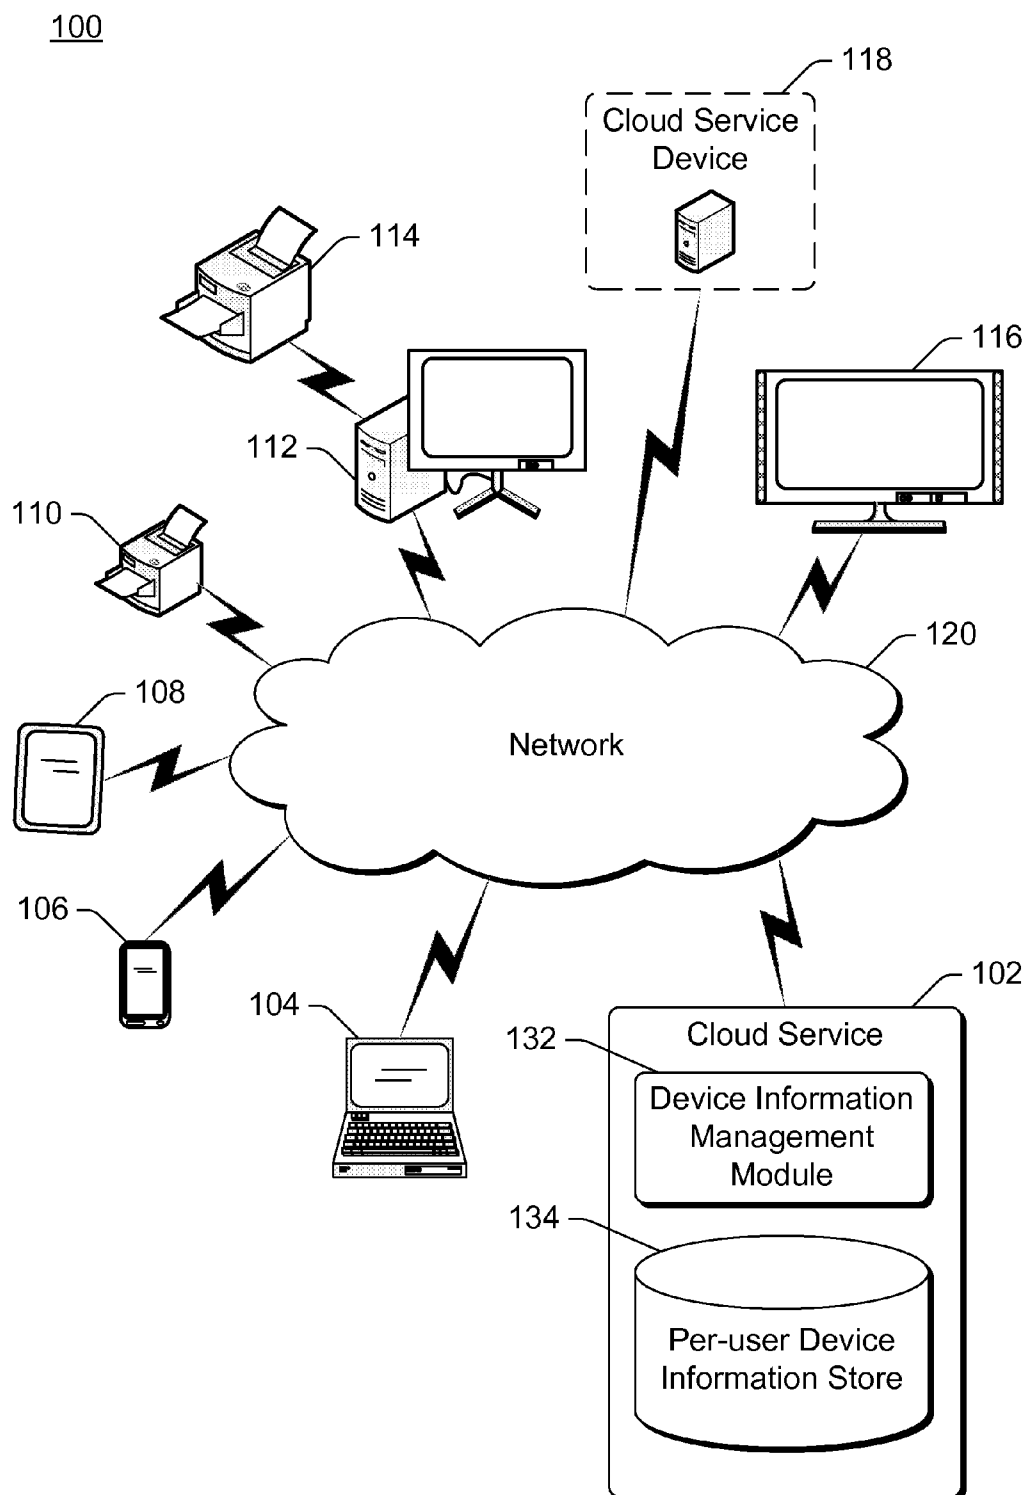 100
118
Cloud Service
Device
114
116
112
110
120
108
Network
106
102
104
Cloud Service
132
Device Information
Management
Module
134
Per-user Device
Information Store